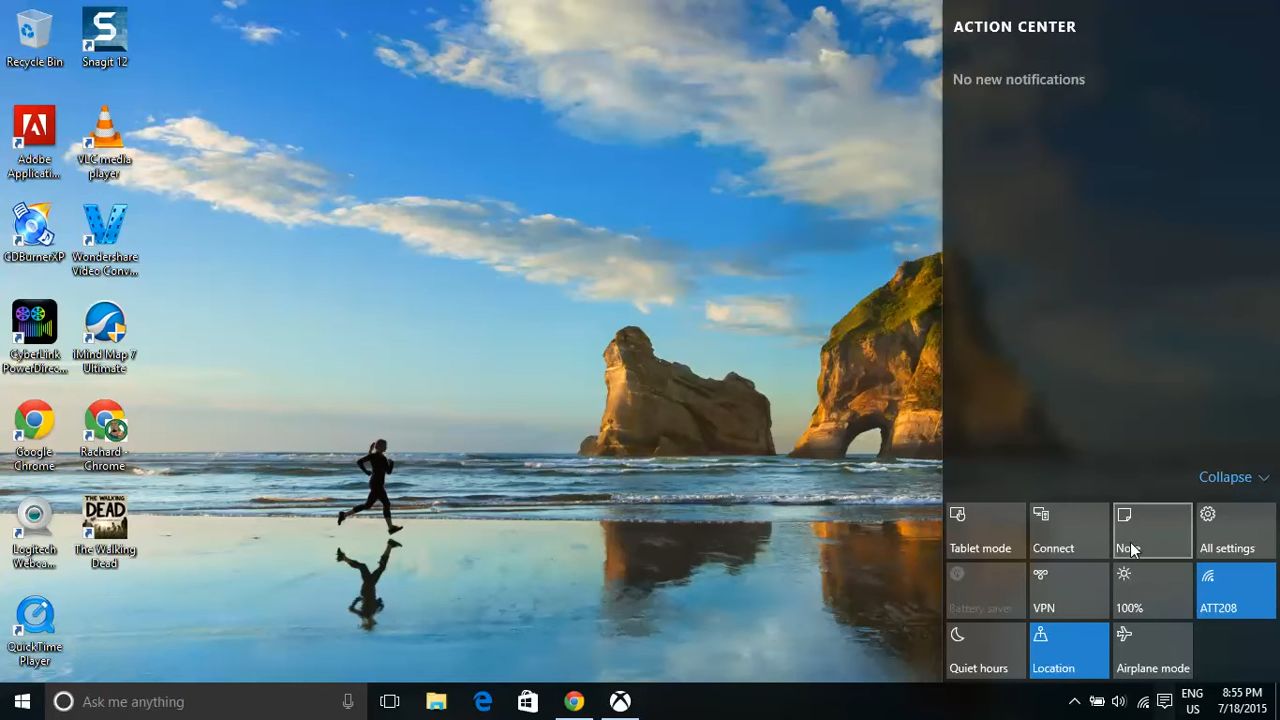 Recycle Bin
Snagit 12
Adobe
Applicati...
VLC media
player
CDBurnerXP
Wondershare
Video Conv...
CyberLink
PowerDirec...
iMind Map 7
Ultimate
Google
Chrome
Rachard -
Chrome
Logitech
Webca...
THE WALKING
DEAD
The Walking
Dead
QuickTime
Player
ACTION CENTER
No new notifications
Collapse
Tablet mode
Connect
All settings
Battery saver
VPN
100%
ATT208
Quiet hours
Location
Airplane mode
Ask me anything
ENG
US
8:55 PM
7/18/2015